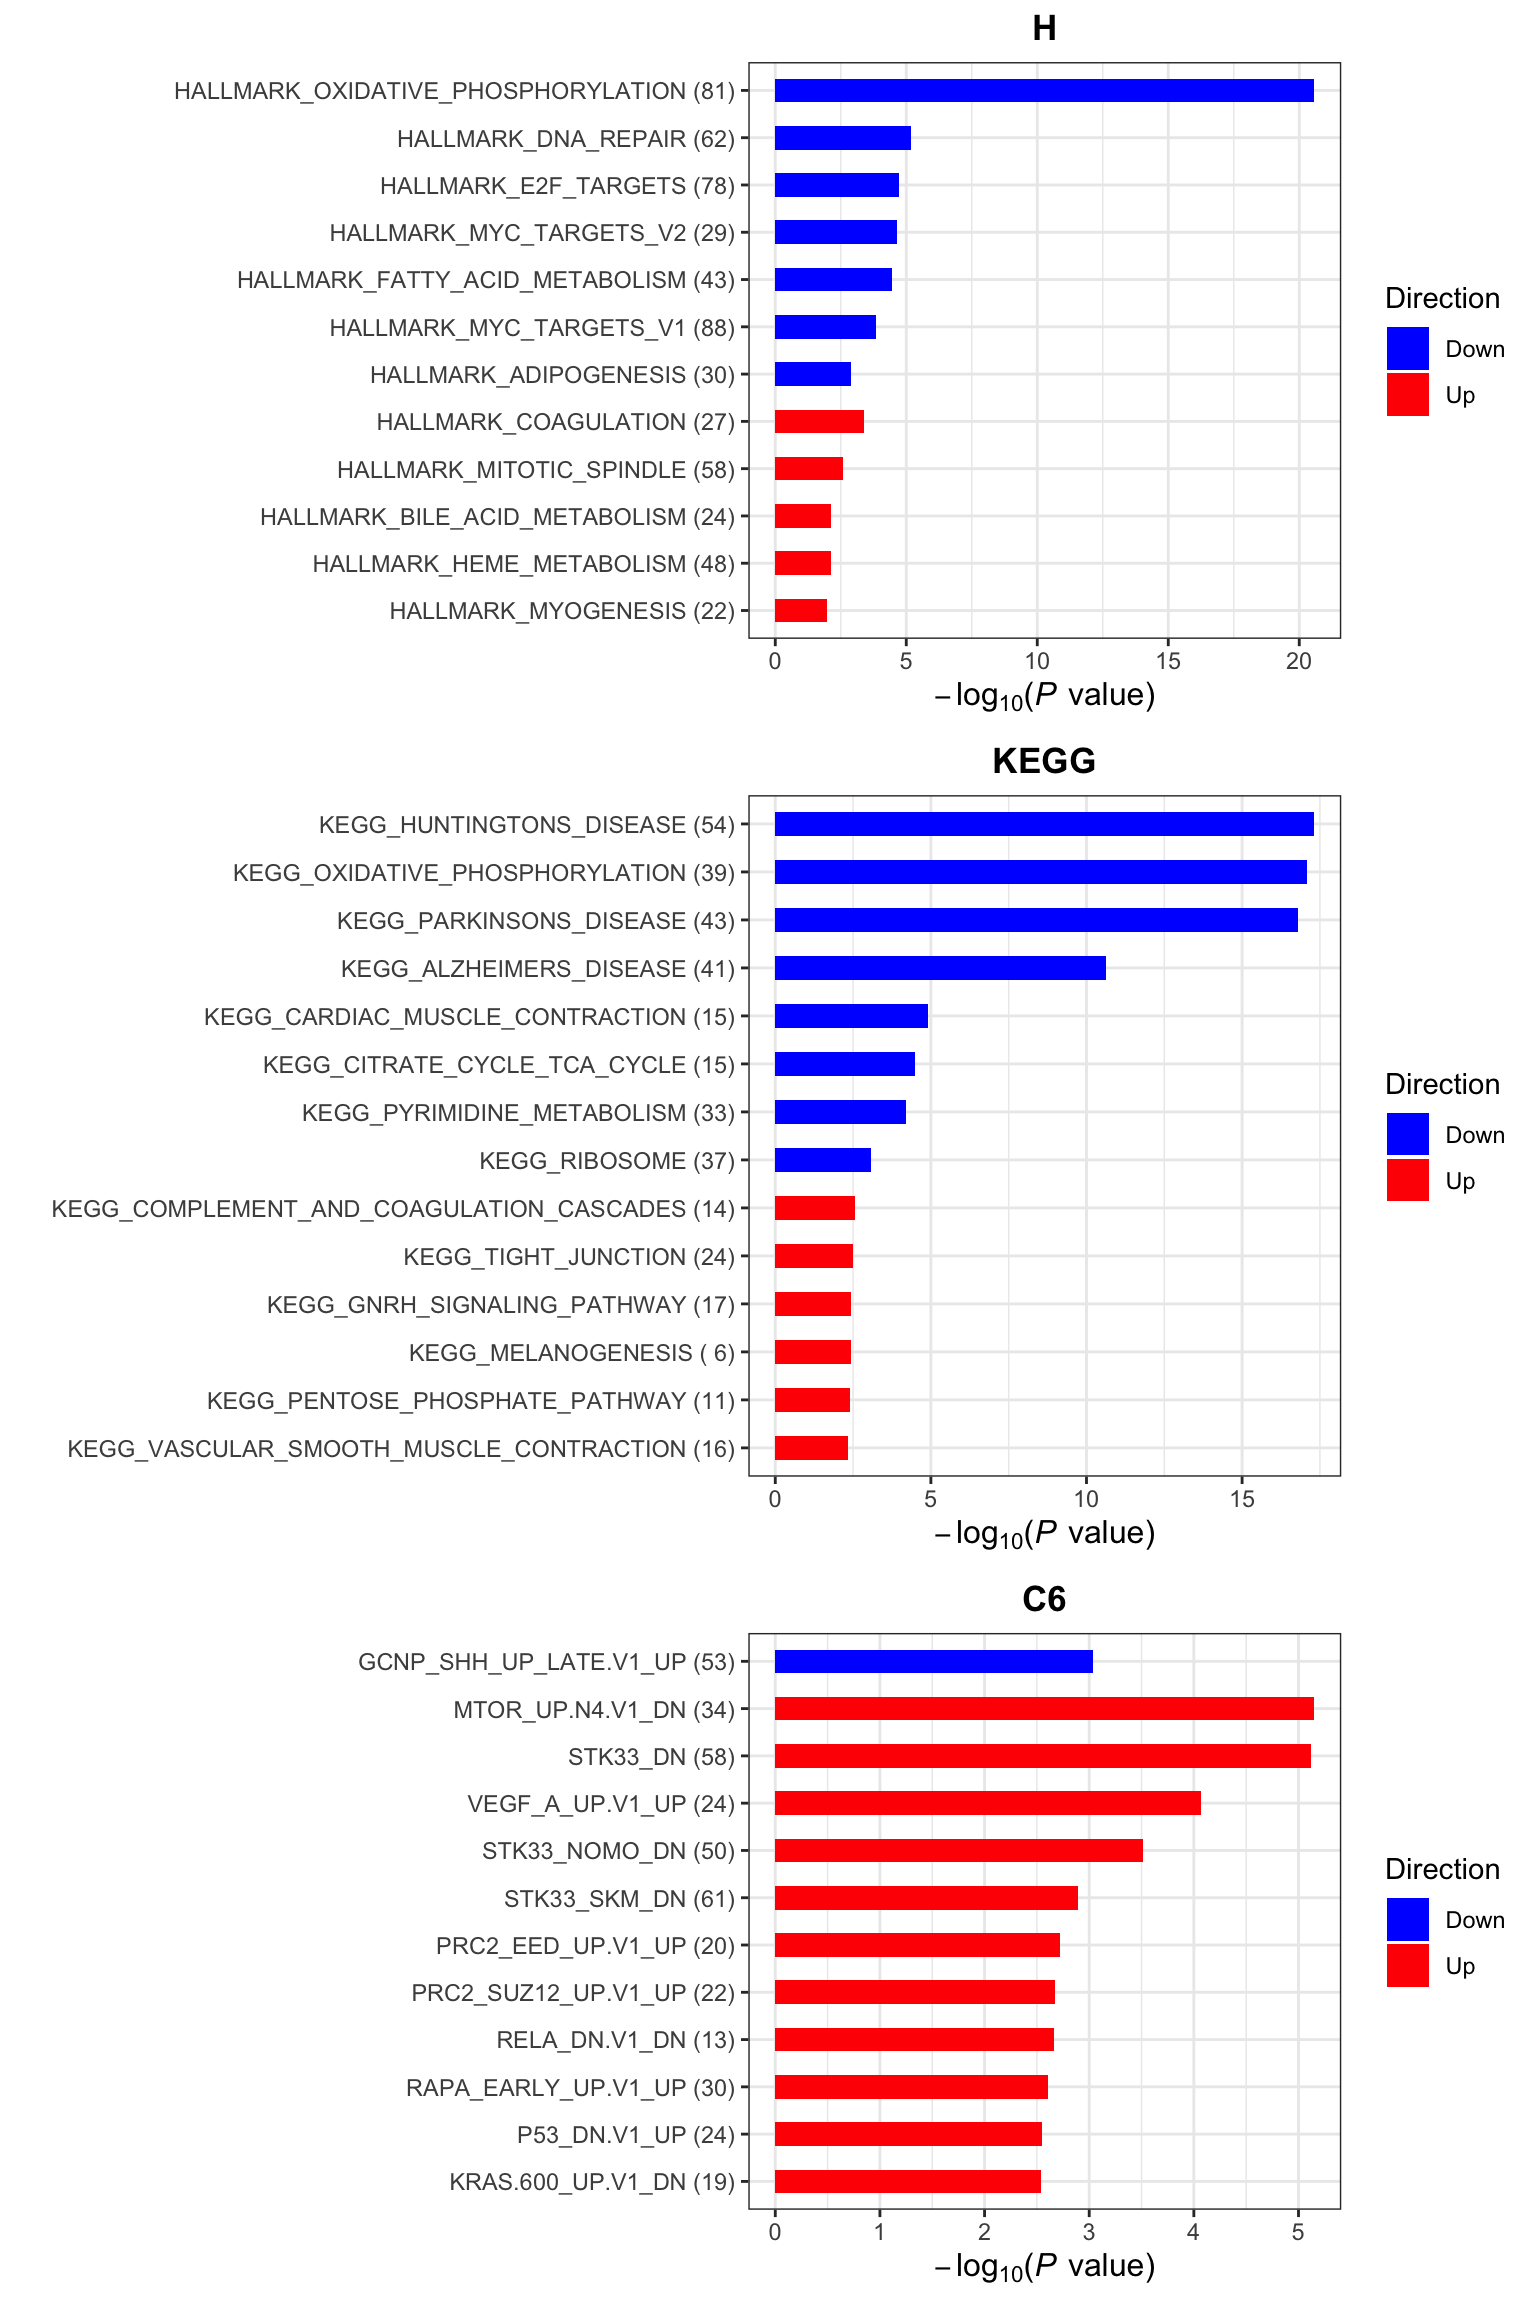 H
HALLMARK_OXIDATIVE_PHOSPHORYLATION (81)
HALLMARK_DNA_REPAIR (62)
HALLMARK_E2F_TARGETS (78)
HALLMARK_MYC_TARGETS_V2 (29)
HALLMARK_FATTY_ACID_METABOLISM (43)
HALLMARK_MYC_TARGETS_V1 (88)
HALLMARK_ADIPOGENESIS (30)
HALLMARK_COAGULATION (27)
HALLMARK_MITOTIC_SPINDLE (58)
HALLMARK_BILE_ACID_METABOLISM (24)
HALLMARK_HEME_METABOLISM (48)
HALLMARK_MYOGENESIS (22)
0 5 10 15 20
−log10(P value)
Direction
Down
Up
KEGG
KEGG_HUNTINGTONS_DISEASE (54)
KEGG_OXIDATIVE_PHOSPHORYLATION (39)
KEGG_PARKINSONS_DISEASE (43)
KEGG_ALZHEIMERS_DISEASE (41)
KEGG_CARDIAC_MUSCLE_CONTRACTION (15)
KEGG_CITRATE_CYCLE_TCA_CYCLE (15)
KEGG_PYRIMIDINE_METABOLISM (33)
KEGG_RIBOSOME (37)
KEGG_COMPLEMENT_AND_COAGULATION_CASCADES (14)
KEGG_TIGHT_JUNCTION (24)
KEGG_GNRH_SIGNALING_PATHWAY (17)
KEGG_MELANOGENESIS ( 6)
KEGG_PENTOSE_PHOSPHATE_PATHWAY (11)
KEGG_VASCULAR_SMOOTH_MUSCLE_CONTRACTION (16)
0 5 10 15
−log10(P value)
Direction
Down
Up
C6
GCNP_SHH_UP_LATE.V1_UP (53)
MTOR_UP.N4.V1_DN (34)
STK33_DN (58)
VEGF_A_UP.V1_UP (24)
STK33_NOMO_DN (50)
STK33_SKM_DN (61)
PRC2_EED_UP.V1_UP (20)
PRC2_SUZ12_UP.V1_UP (22)
RELA_DN.V1_DN (13)
RAPA_EARLY_UP.V1_UP (30)
P53_DN.V1_UP (24)
KRAS.600_UP.V1_DN (19)
0 1 2 3 4 5
−log10(P value)
Direction
Down
Up